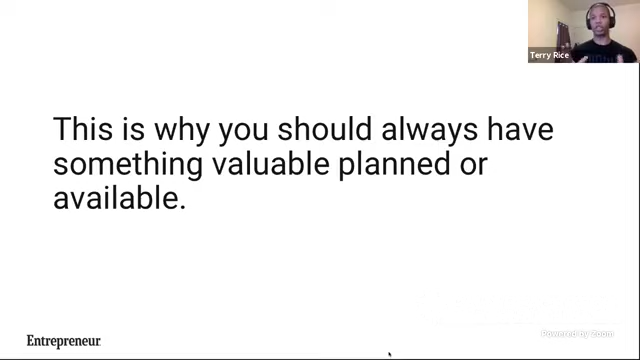 Terry Rice
This is why you should always have
something valuable planned or
available.
Entrepreneur
Powered by Zoom